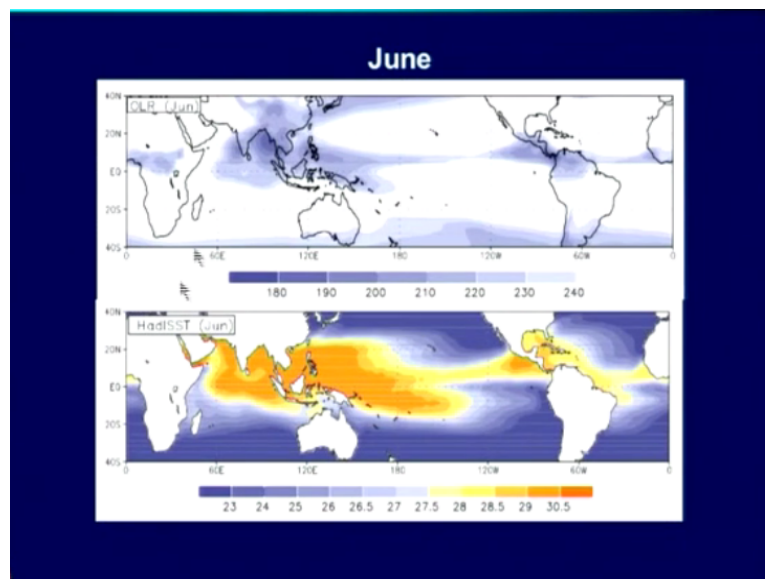 June
OLR (Jun)
40N
20N
EQ
20S
40S
0 60E 120E 180 120W 60W 0
180 190 200 210 220 230 240
HadISST (Jun)
40N
20N
EQ
20S
40S
0 60E 120E 180 120W 60W 0
23 24 25 26 26.5 27 27.5 28 28.5 29 30.5